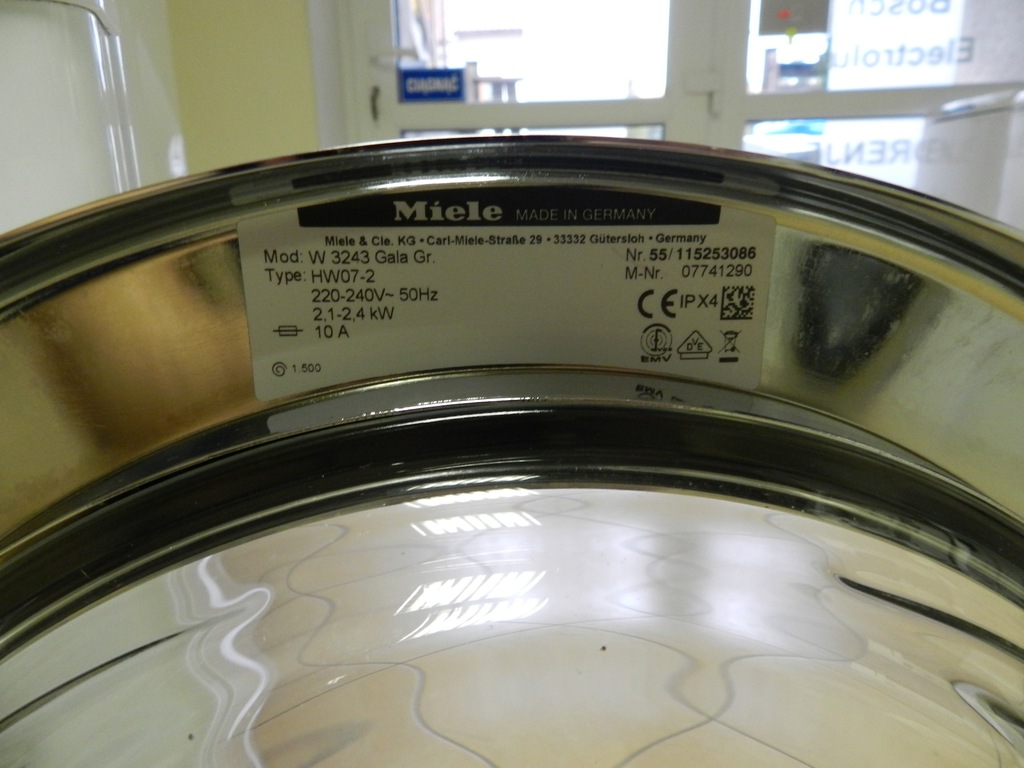 Bosch
Electrolux
Miele MADE IN GERMANY
Miele & Cie. KG • Carl-Miele-Straße 29 • 33332 Gütersloh • Germany
Mod: W 3243 Gala Gr. Nr. 55/115253086
Type: HW07-2 M-Nr. 07741290
220-240V~ 50Hz
2,1-2,4 kW
CE IPX4
10 A
EMV DVE
1.500